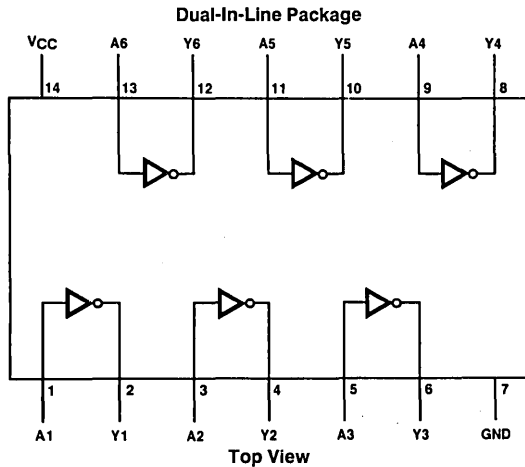 Dual-In-Line Package
VCC A6 Y6 A5 Y5 A4 Y4
14 13 12 11 10 9 8
1 2 3 4 5 6 7
A1 Y1 A2 Y2 A3 Y3 GND
Top View